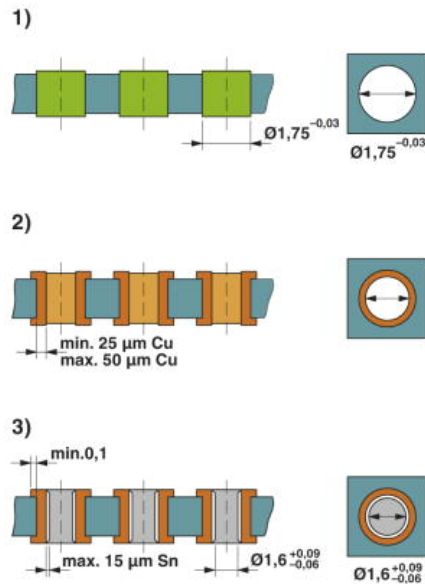 1)
Ø1,75⁻⁰,⁰³
Ø1,75⁻⁰,⁰³
2)
min. 25 µm Cu
max. 50 µm Cu
3)
min.0,1
max. 15 µm Sn
Ø1,6 +0,09 -0,06
Ø1,6 +0,09 -0,06